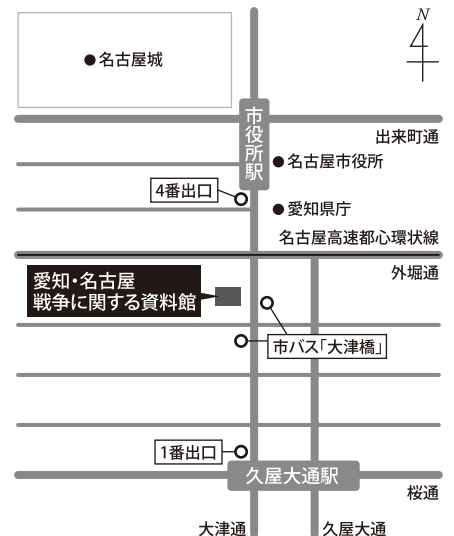 N
名古屋城
市役所駅
出来町通
名古屋市役所
4番出口
愛知県庁
名古屋高速都心環状線
外堀通
愛知・名古屋
戦争に関する資料館
市バス「大津橋」
1番出口
久屋大通駅
桜通
大津通
久屋大通